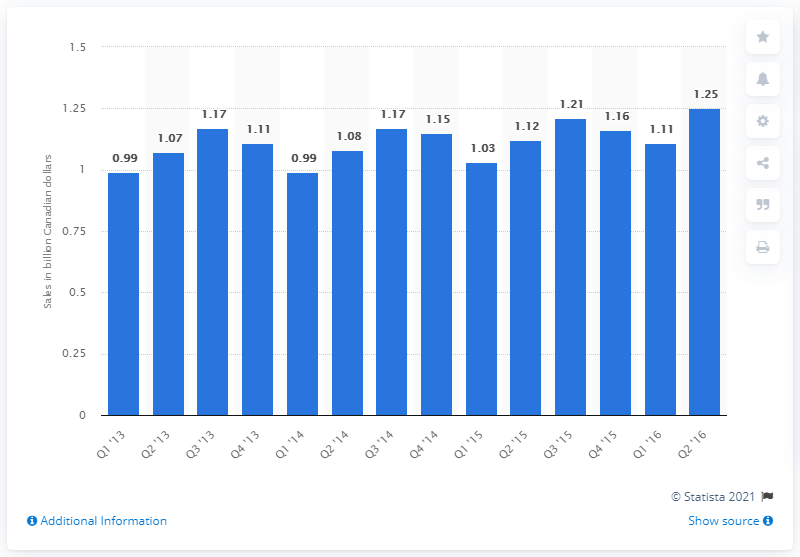 1.5
1.25
1
0.75
0.5
0.25
0
Sales in billion Canadian dollars
0.99
1.07
1.17
1.11
0.99
1.08
1.17
1.15
1.03
1.12
1.21
1.16
1.11
1.25
Q1 '13
Q2 '13
Q3 '13
Q4 '13
Q1 '14
Q2 '14
Q3 '14
Q4 '14
Q1 '15
Q2 '15
Q3 '15
Q4 '15
Q1 '16
Q2 '16
© Statista 2021
Additional Information
Show source